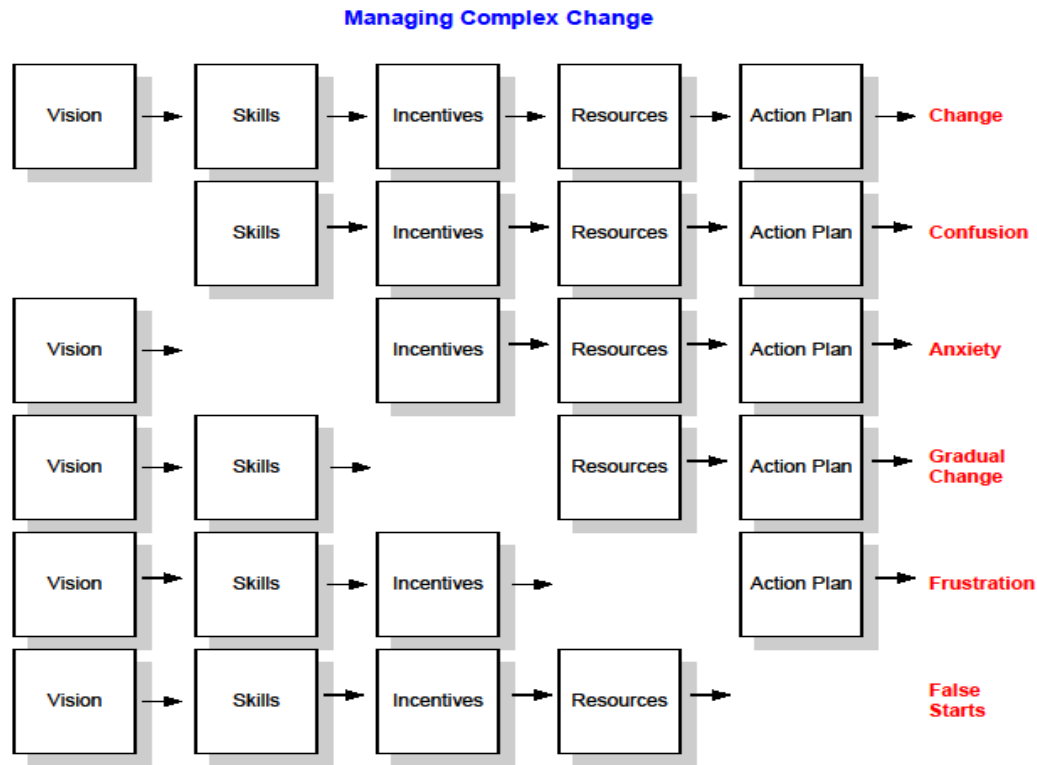 Managing Complex Change
Vision Skills Incentives Resources Action Plan Change
Skills Incentives Resources Action Plan Confusion
Vision Incentives Resources Action Plan Anxiety
Vision Skills Resources Action Plan Gradual
Change
Vision Skills Incentives Action Plan Frustration
Vision Skills Incentives Resources False
Starts